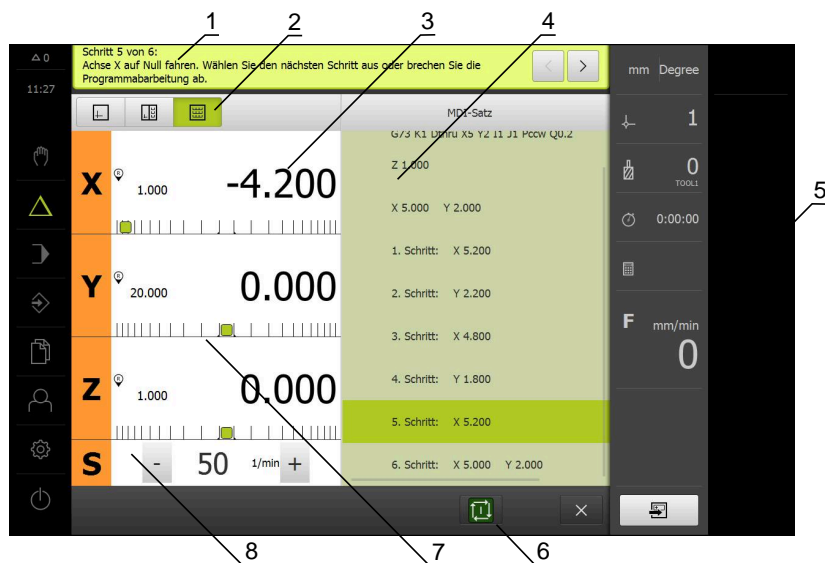 1
2
3
4
5
△ 0
11:27
Schritt 5 von 6:
Achse X auf Null fahren. Wählen Sie den nächsten Schritt aus oder brechen Sie die
Programmabarbeitung ab.
mm Degree
MDI-Satz
1
G73 K1 Dthru X5 Y2 I1 J1 Pccw Q0.2
X
R
1.000
-4.200
Z 1.000
0
TOOL1
X 5.000 Y 2.000
0:00:00
1. Schritt: X 5.200
Y
R
20.000
0.000
2. Schritt: Y 2.200
F
mm/min
0
3. Schritt: X 4.800
Z
R
1.000
0.000
4. Schritt: Y 1.800
5. Schritt: X 5.200
S
-
50
1/min
+
6. Schritt: X 5.000 Y 2.000
8
7
6